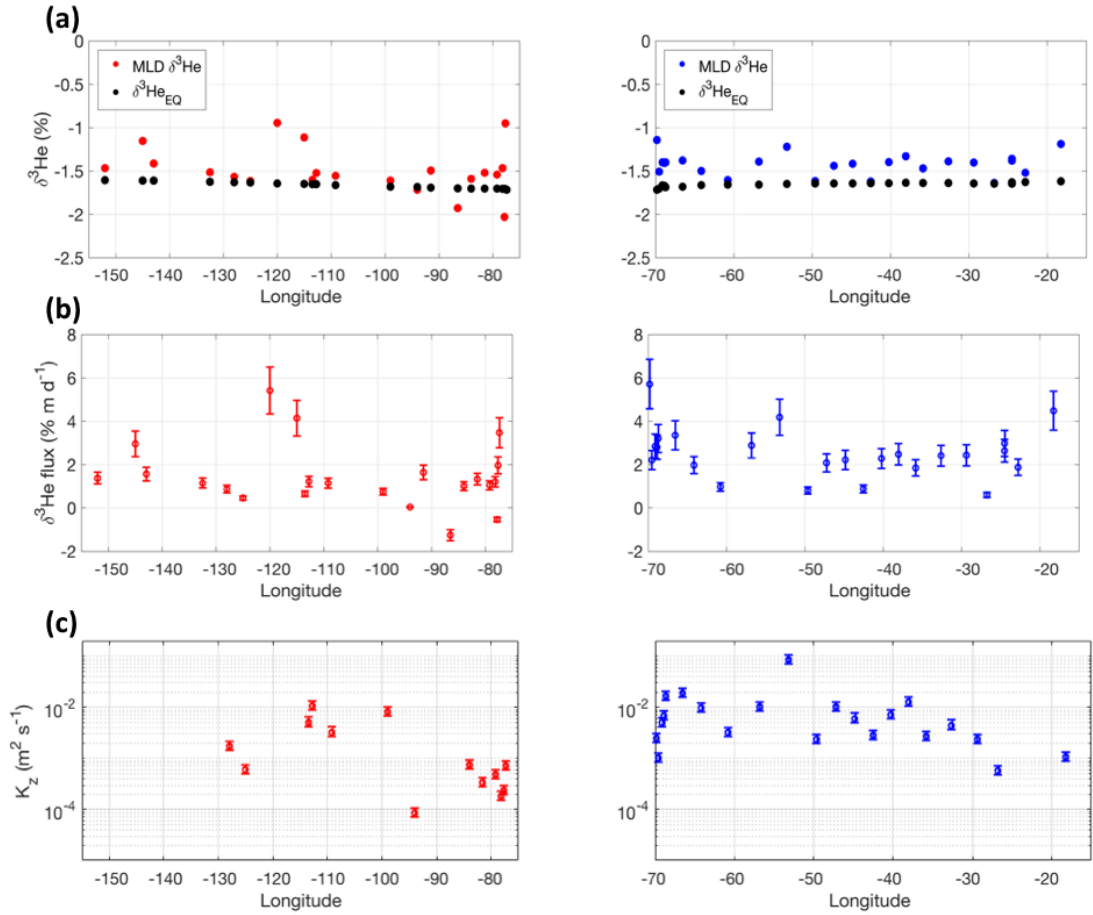 (a)
0
-0.5
-1
-1.5
-2
-2.5
δ³He (%)
MLD δ³He
δ³He_EQ
-150 -140 -130 -120 -110 -100 -90 -80
Longitude
0
-0.5
-1
-1.5
-2
-2.5
MLD δ³He
δ³He_EQ
-70 -60 -50 -40 -30 -20
Longitude
(b)
8
6
4
2
0
-2
δ³He flux (% m d⁻¹)
-150 -140 -130 -120 -110 -100 -90 -80
Longitude
8
6
4
2
0
-2
-70 -60 -50 -40 -30 -20
Longitude
(c)
10⁻²
10⁻⁴
K_z (m² s⁻¹)
-150 -140 -130 -120 -110 -100 -90 -80
Longitude
10⁻²
10⁻⁴
-70 -60 -50 -40 -30 -20
Longitude